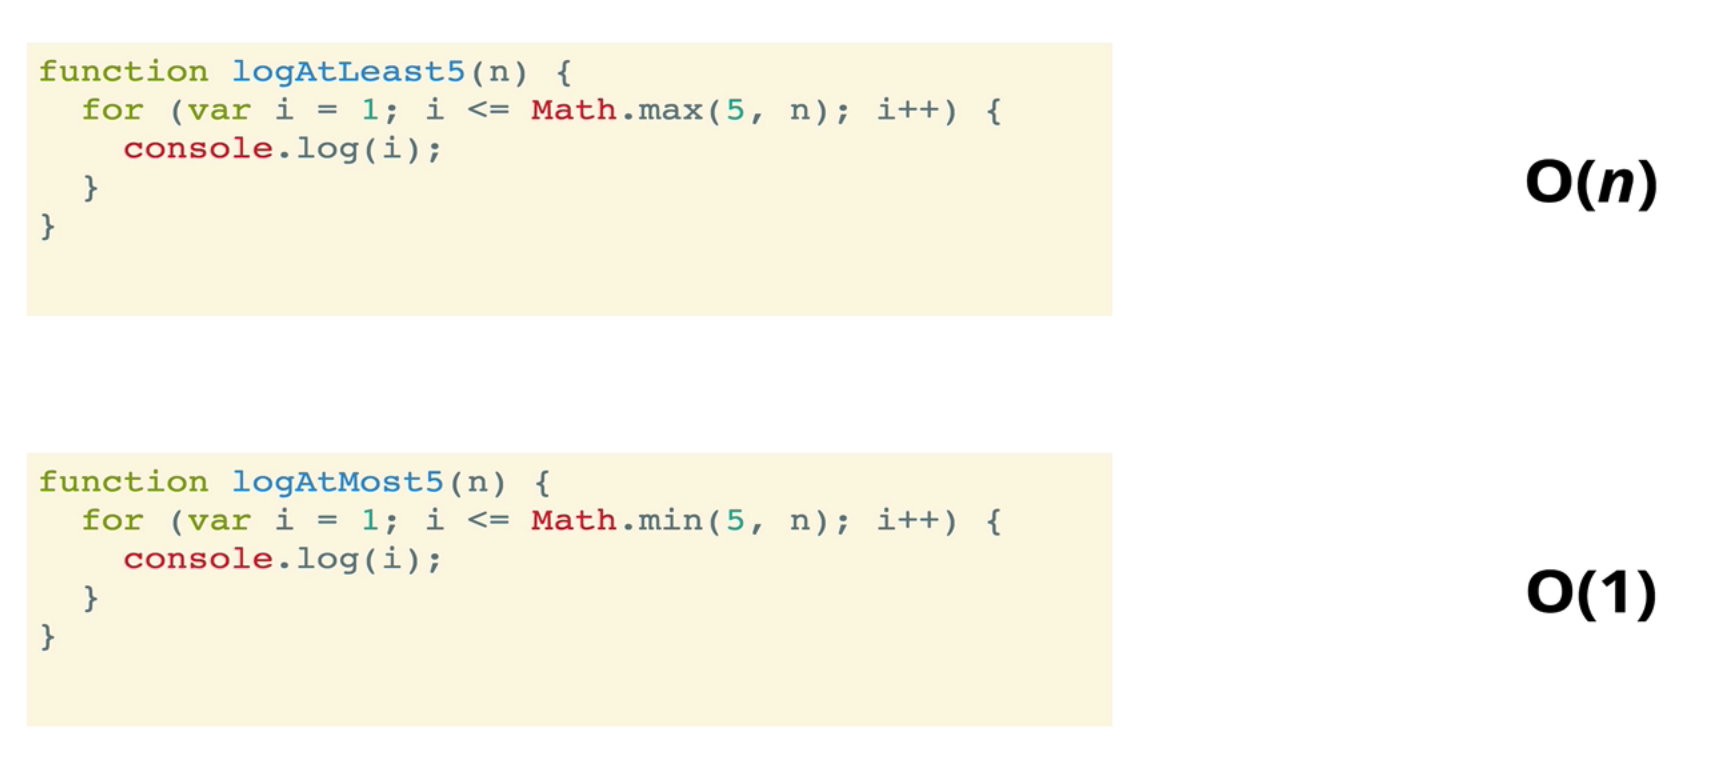 function logAtLeast5(n) {
  for (var i = 1; i <= Math.max(5, n); i++) {
    console.log(i);
  }
}
O(n)
function logAtMost5(n) {
  for (var i = 1; i <= Math.min(5, n); i++) {
    console.log(i);
  }
}
O(1)